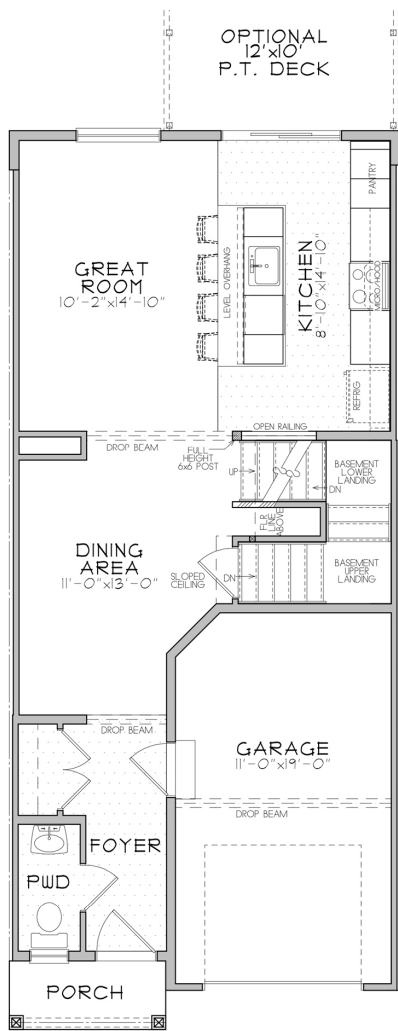 OPTIONAL
12'x10'
P.T. DECK
PANTRY
GREAT
ROOM
10'-2"x14'-10"
LEVEL OVERHANG
KITCHEN
8'-10"x14'-10"
MICRO/HOOD
REFRIG
OPEN RAILING
DROP BEAM
FULL
HEIGHT
6x6 POST
UP
DN
BASEMENT
LOWER
LANDING
FLR
LINE
ABOVE
DINING
AREA
11'-0"x13'-0"
SLOPED
CEILING
DN
BASEMENT
UPPER
LANDING
DROP BEAM
GARAGE
11'-0"x19'-0"
DROP BEAM
FOYER
PWD
PORCH